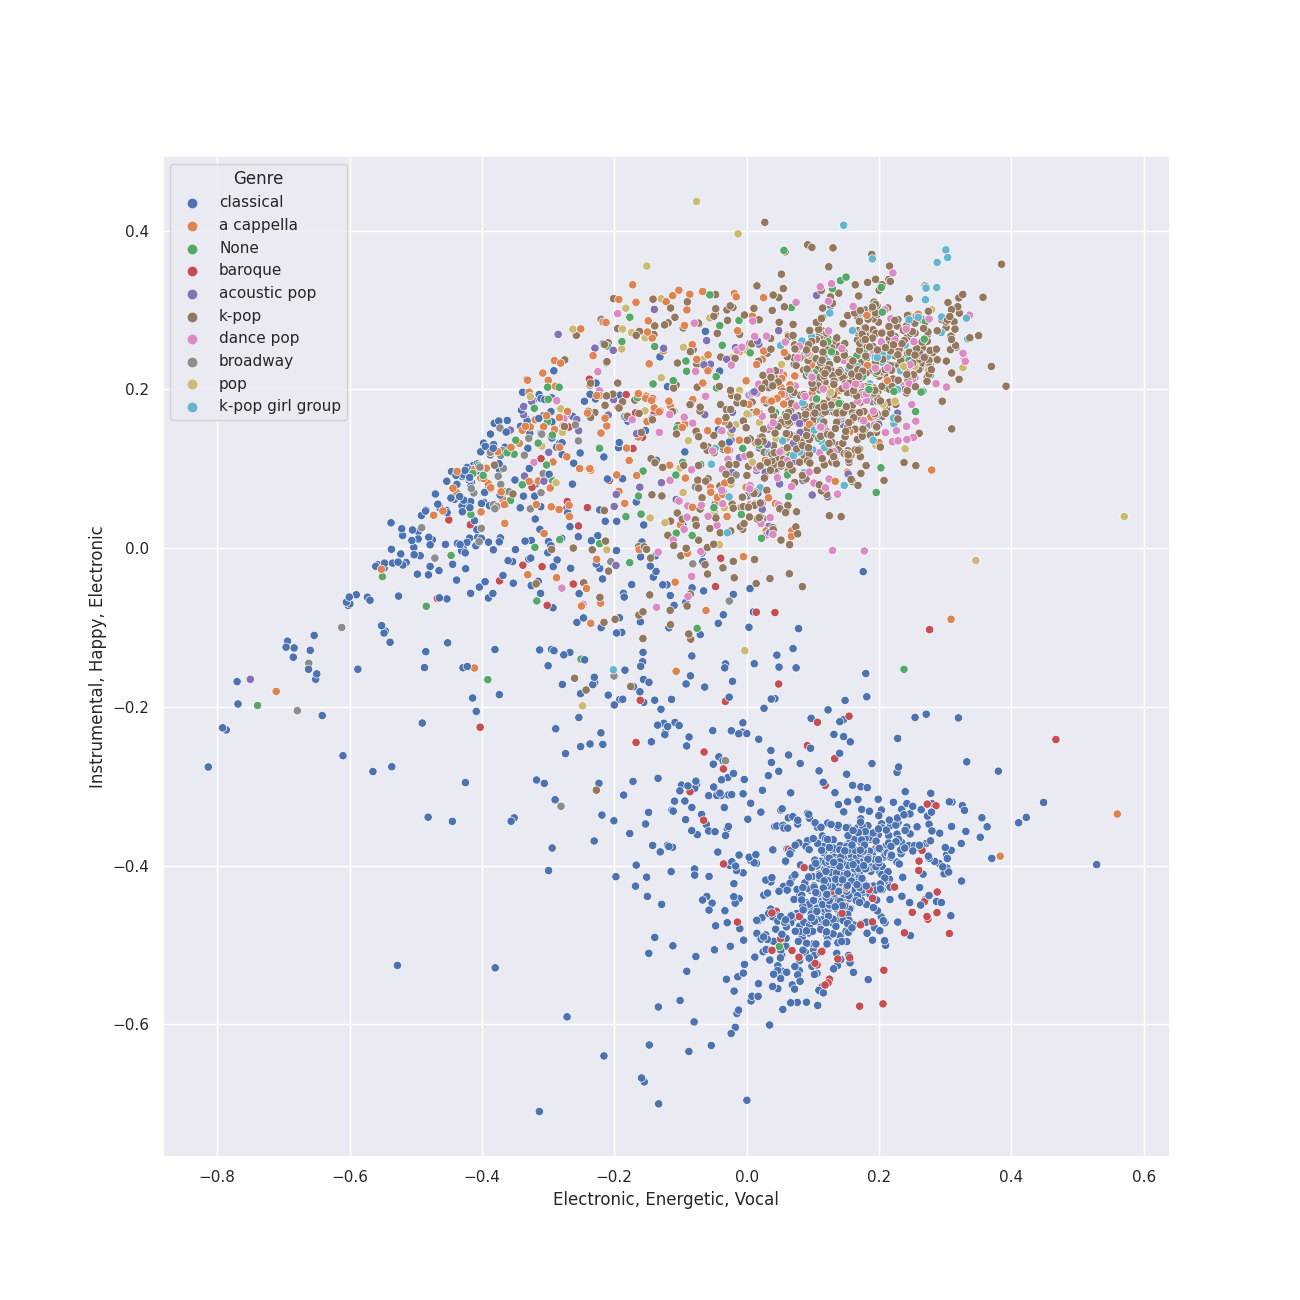 Genre
classical
a cappella
None
baroque
acoustic pop
k-pop
dance pop
broadway
pop
k-pop girl group
0.4
0.2
0.0
−0.2
−0.4
−0.6
Instrumental, Happy, Electronic
−0.8
−0.6
−0.4
−0.2
0.0
0.2
0.4
0.6
Electronic, Energetic, Vocal